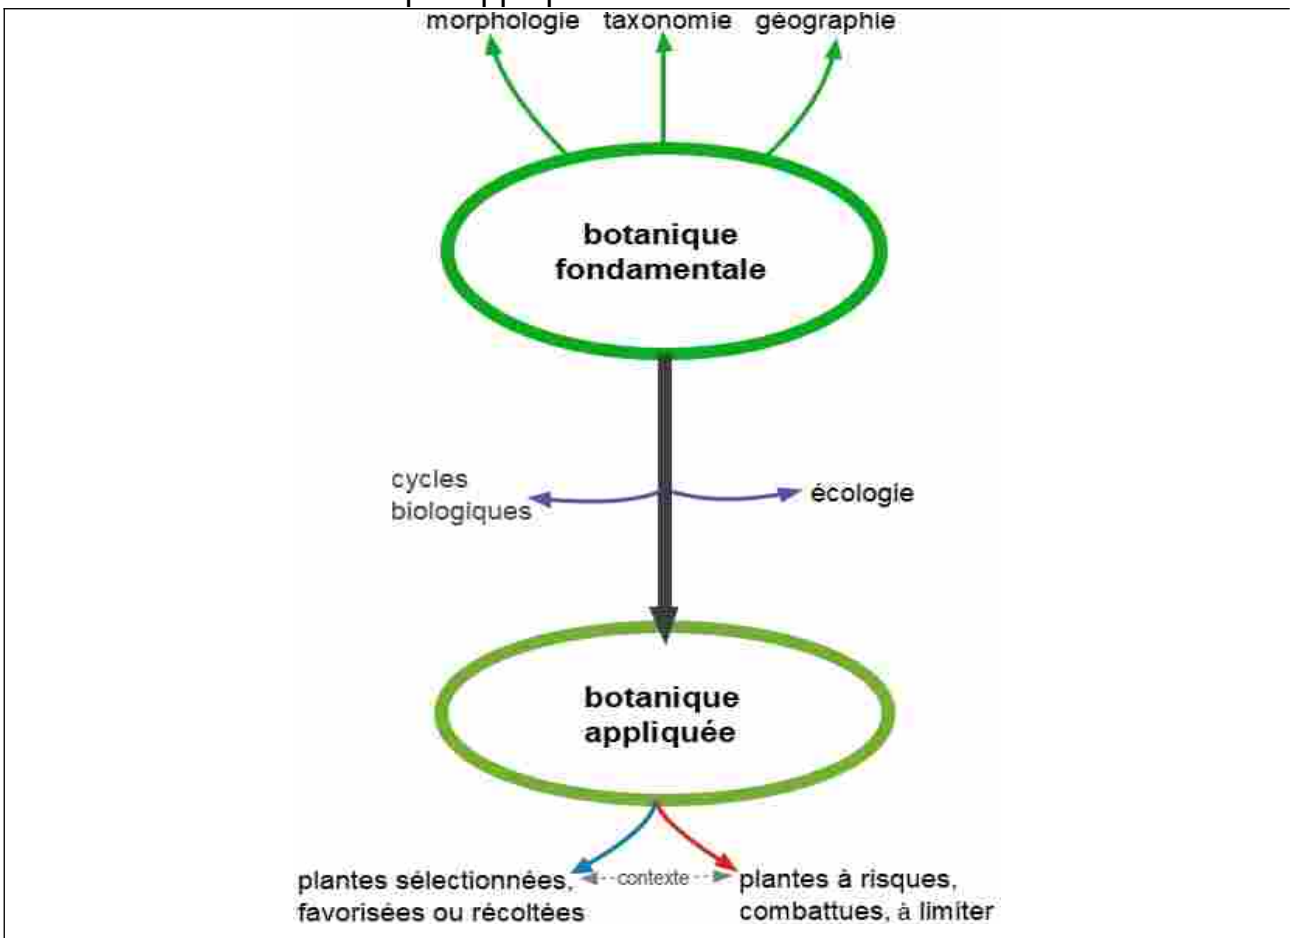 morphologie taxonomie géographie
botanique
fondamentale
cycles
biologiques
écologie
botanique
appliquée
plantes sélectionnées,
favorisées ou récoltées
contexte
plantes à risques,
combattues, à limiter